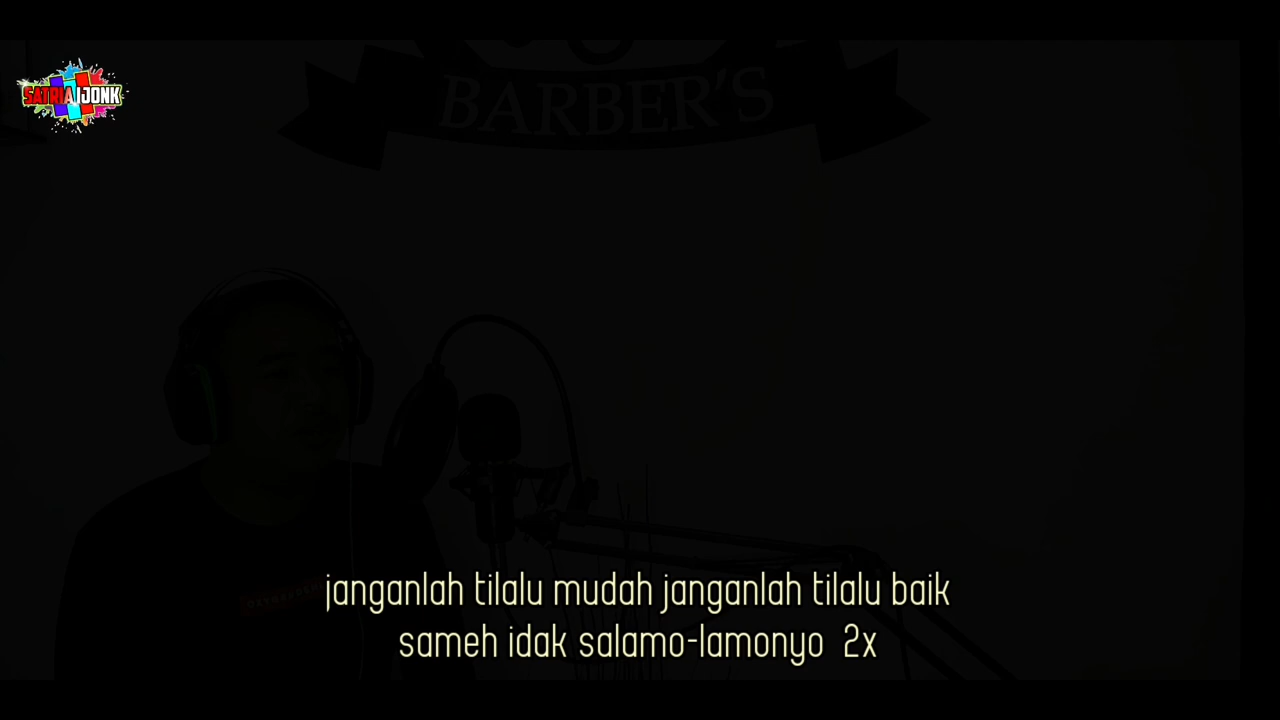 BARBER'S
SATRIA IJONK
janganlah tilalu mudah janganlah tilalu baik
sameh idak salamo-lamonyo 2x